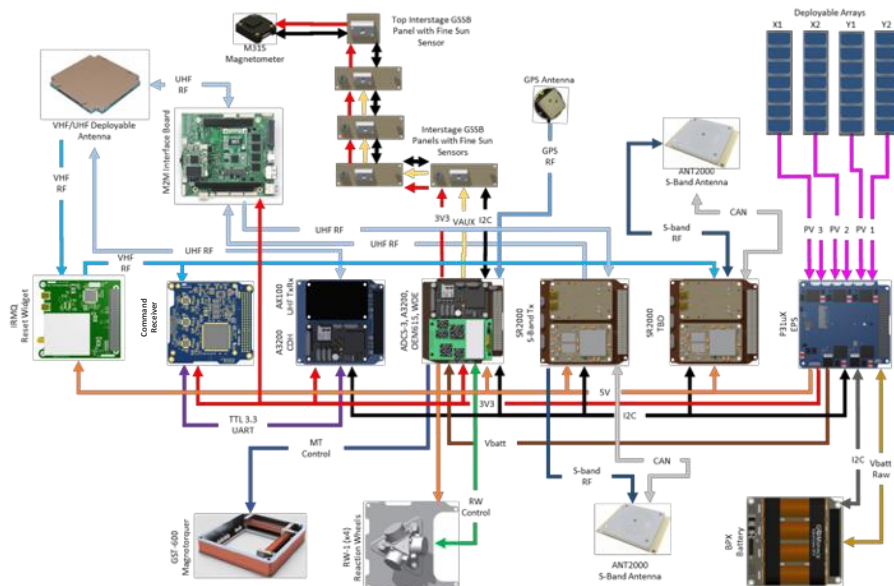 Deployable Arrays
X1
X2
Y1
Y2
Top Interstage GSSB
Panel with Fine Sun
Sensor
M315
Magnetometer
UHF
RF
VHF/UHF Deployable
Antenna
M2M Interface Board
Interstage GSSB
Panels with Fine Sun
Sensors
GPS Antenna
GPS
RF
ANT2000
S-Band Antenna
CAN
S-band
RF
PV 3
PV 2
PV 1
VHF
RF
3V3
VAUX
I2C
UHF RF
UHF RF
UHF RF
VHF
RF
IRMQ
Reset Widget
Command
Receiver
AX100
UHF TxRx
A3200
CDH
ADCS-3, A3200,
OEM615, WDE
SR2000
S-Band Tx
SR2000
TBD
P31uX
EPS
5V
3V3
I2C
TTL 3.3
UART
MT
Control
Vbatt
S-band
RF
CAN
I2C
Vbatt
Raw
RW
Control
GST-600
Magnotorquer
RW-1 (x4)
Reaction Wheels
ANT2000
S-Band Antenna
BPX
Battery